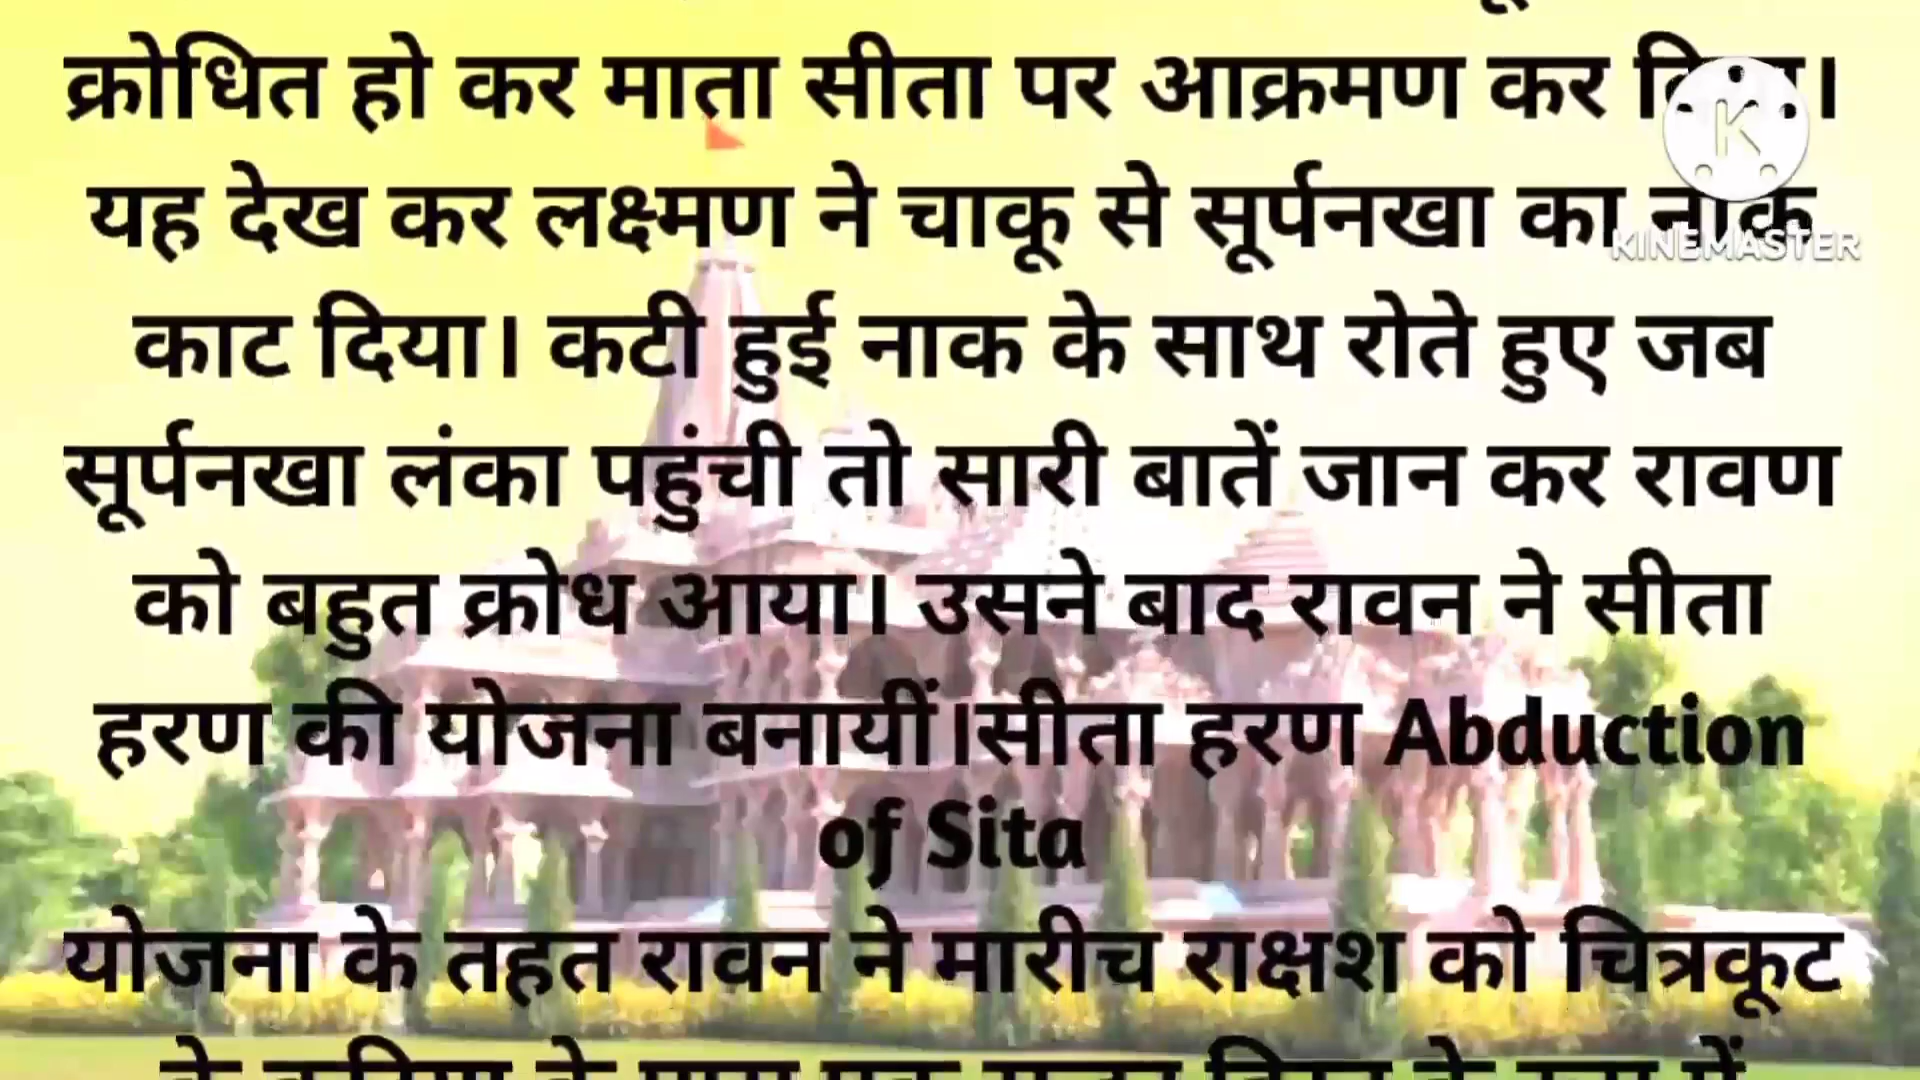 क्रोधित हो कर माता सीता पर आक्रमण कर
यह देख कर लक्ष्मण ने चाकू से सूर्पनखा का नाक
KINEMASTER
काट दिया। कटी हुई नाक के साथ रोते हुए जब
सूर्पनखा लंका पहुंची तो सारी बातें जान कर रावण
को बहुत क्रोध आया। उसने बाद रावन ने सीता
हरण की योजना बनायीं।सीता हरण Abduction
of Sita
योजना के तहत रावन ने मारीच राक्षश को चित्रकूट